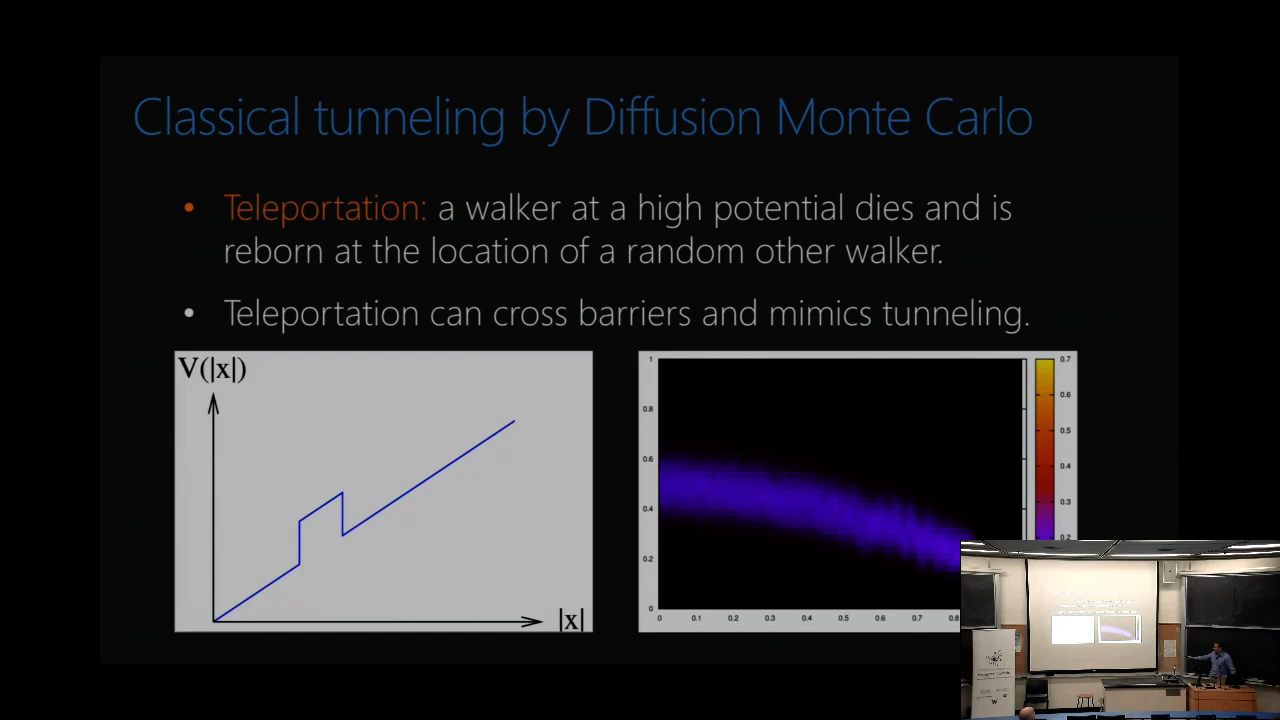 Classical tunneling by Diffusion Monte Carlo
• Teleportation: a walker at a high potential dies and is
reborn at the location of a random other walker.
• Teleportation can cross barriers and mimics tunneling.
V(|x|)
|x|
1
0.8
0.6
0.4
0.2
0
0 0.1 0.2 0.3 0.4 0.5 0.6 0.7 0.8
0.7
0.6
0.5
0.4
0.3
0.2